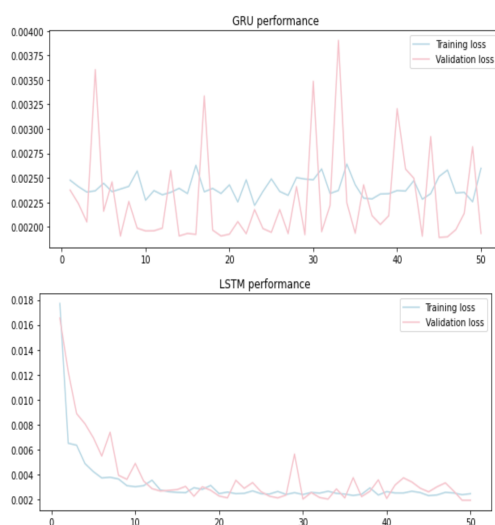 GRU performance
0.00400
0.00375
0.00350
0.00325
0.00300
0.00275
0.00250
0.00225
0.00200
Training loss
Validation loss
0 10 20 30 40 50
LSTM performance
0.018
0.016
0.014
0.012
0.010
0.008
0.006
0.004
0.002
Training loss
Validation loss
0 10 20 30 40 50